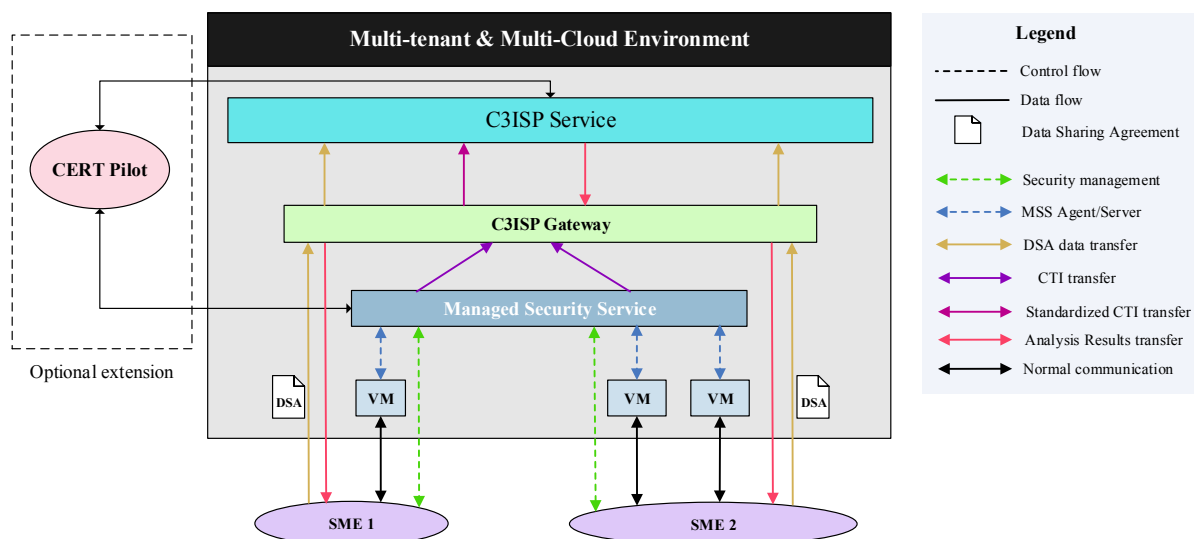 Multi-tenant & Multi-Cloud Environment
C3ISP Service
CERT Pilot
C3ISP Gateway
Managed Security Service
Optional extension
DSA
VM
VM
VM
DSA
SME 1
SME 2
Legend
Control flow
Data flow
Data Sharing Agreement
Security management
MSS Agent/Server
DSA data transfer
CTI transfer
Standardized CTI transfer
Analysis Results transfer
Normal communication